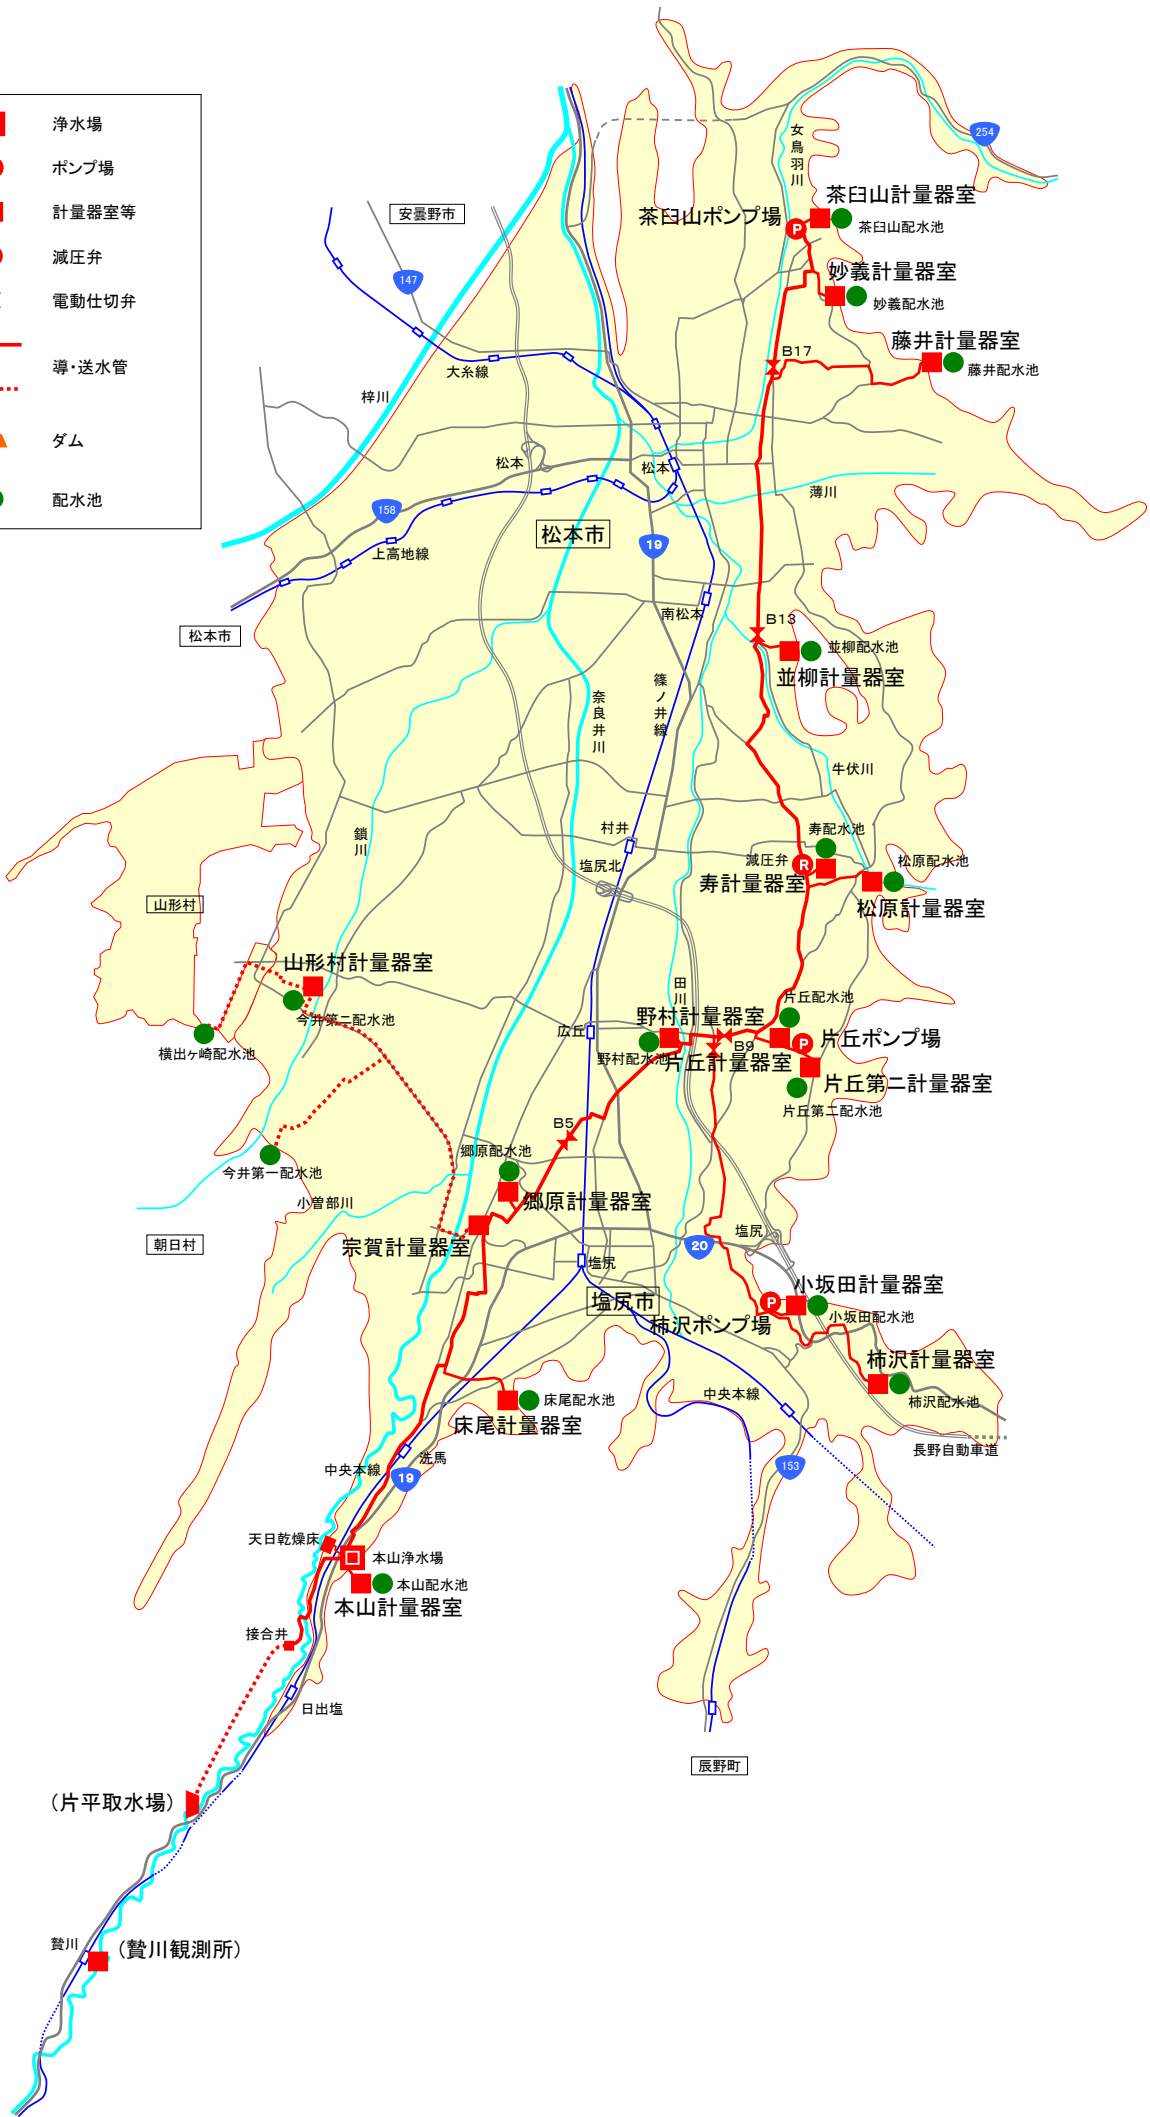 浄水場
ポンプ場
計量器室等
減圧弁
電動仕切弁
導・送水管
ダム
配水池
254
女鳥羽川
茶臼山計量器室
安曇野市
茶臼山ポンプ場
茶臼山配水池
妙義計量器室
147
妙義配水池
藤井計量器室
B17
大糸線
藤井配水池
梓川
松本
松本
薄川
158
松本市
19
上高地線
南松本
B13
松本市
並柳配水池
並柳計量器室
篠ノ井線
奈良井川
牛伏川
鎖川
村井
寿配水池
減圧弁
R
松原配水池
塩尻北
寿計量器室
山形村
松原計量器室
山形村計量器室
田川
片丘配水池
今井第二配水池
野村計量器室
広丘
片丘ポンプ場
横出ヶ崎配水池
野村配水池
B9
片丘計量器室
片丘第二計量器室
片丘第二配水池
B5
郷原配水池
今井第一配水池
小曽部川
郷原計量器室
塩尻
朝日村
宗賀計量器室
20
塩尻
小坂田計量器室
塩尻市
柿沢ポンプ場
小坂田配水池
柿沢計量器室
中央本線
床尾配水池
柿沢配水池
床尾計量器室
長野自動車道
洗馬
中央本線
19
153
天日乾燥床
本山浄水場
本山配水池
本山計量器室
接合井
日出塩
辰野町
（片平取水場）
贄川
（贄川観測所）
P
P
P